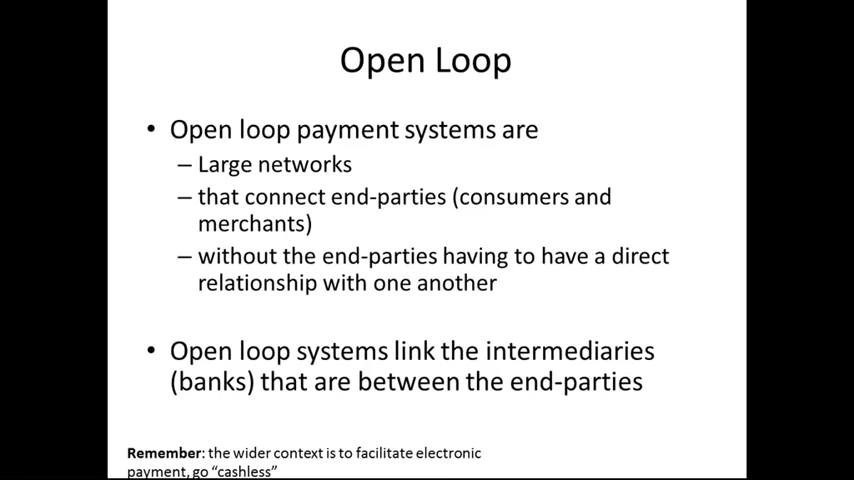 Open Loop
• Open loop payment systems are
– Large networks
– that connect end-parties (consumers and
merchants)
– without the end-parties having to have a direct
relationship with one another
• Open loop systems link the intermediaries
(banks) that are between the end-parties
Remember: the wider context is to facilitate electronic
payment, go “cashless”